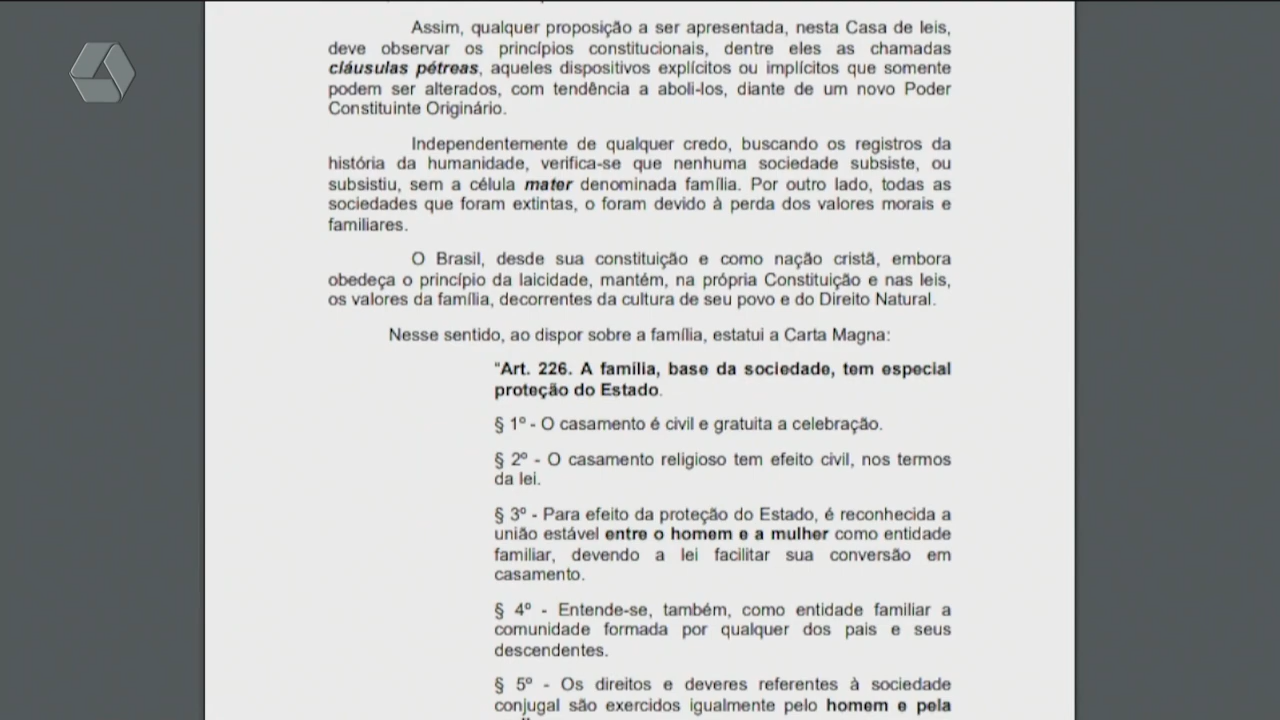 Assim, qualquer proposição a ser apresentada, nesta Casa de leis,
deve observar os princípios constitucionais, dentre eles as chamadas
cláusulas pétreas, aqueles dispositivos explícitos ou implícitos que somente
podem ser alterados, com tendência a aboli-los, diante de um novo Poder
Constituinte Originário.
Independentemente de qualquer credo, buscando os registros da
história da humanidade, verifica-se que nenhuma sociedade subsiste, ou
subsistiu, sem a célula mater denominada família. Por outro lado, todas as
sociedades que foram extintas, o foram devido à perda dos valores morais e
familiares.
O Brasil, desde sua constituição e como nação cristã, embora
obedeça o princípio da laicidade, mantém, na própria Constituição e nas leis,
os valores da família, decorrentes da cultura de seu povo e do Direito Natural.
Nesse sentido, ao dispor sobre a família, estatui a Carta Magna:
"Art. 226. A família, base da sociedade, tem especial
proteção do Estado.
§ 1º - O casamento é civil e gratuita a celebração.
§ 2º - O casamento religioso tem efeito civil, nos termos
da lei.
§ 3º - Para efeito da proteção do Estado, é reconhecida a
união estável entre o homem e a mulher como entidade
familiar, devendo a lei facilitar sua conversão em
casamento.
§ 4º - Entende-se, também, como entidade familiar a
comunidade formada por qualquer dos pais e seus
descendentes.
§ 5º - Os direitos e deveres referentes à sociedade
conjugal são exercidos igualmente pelo homem e pela